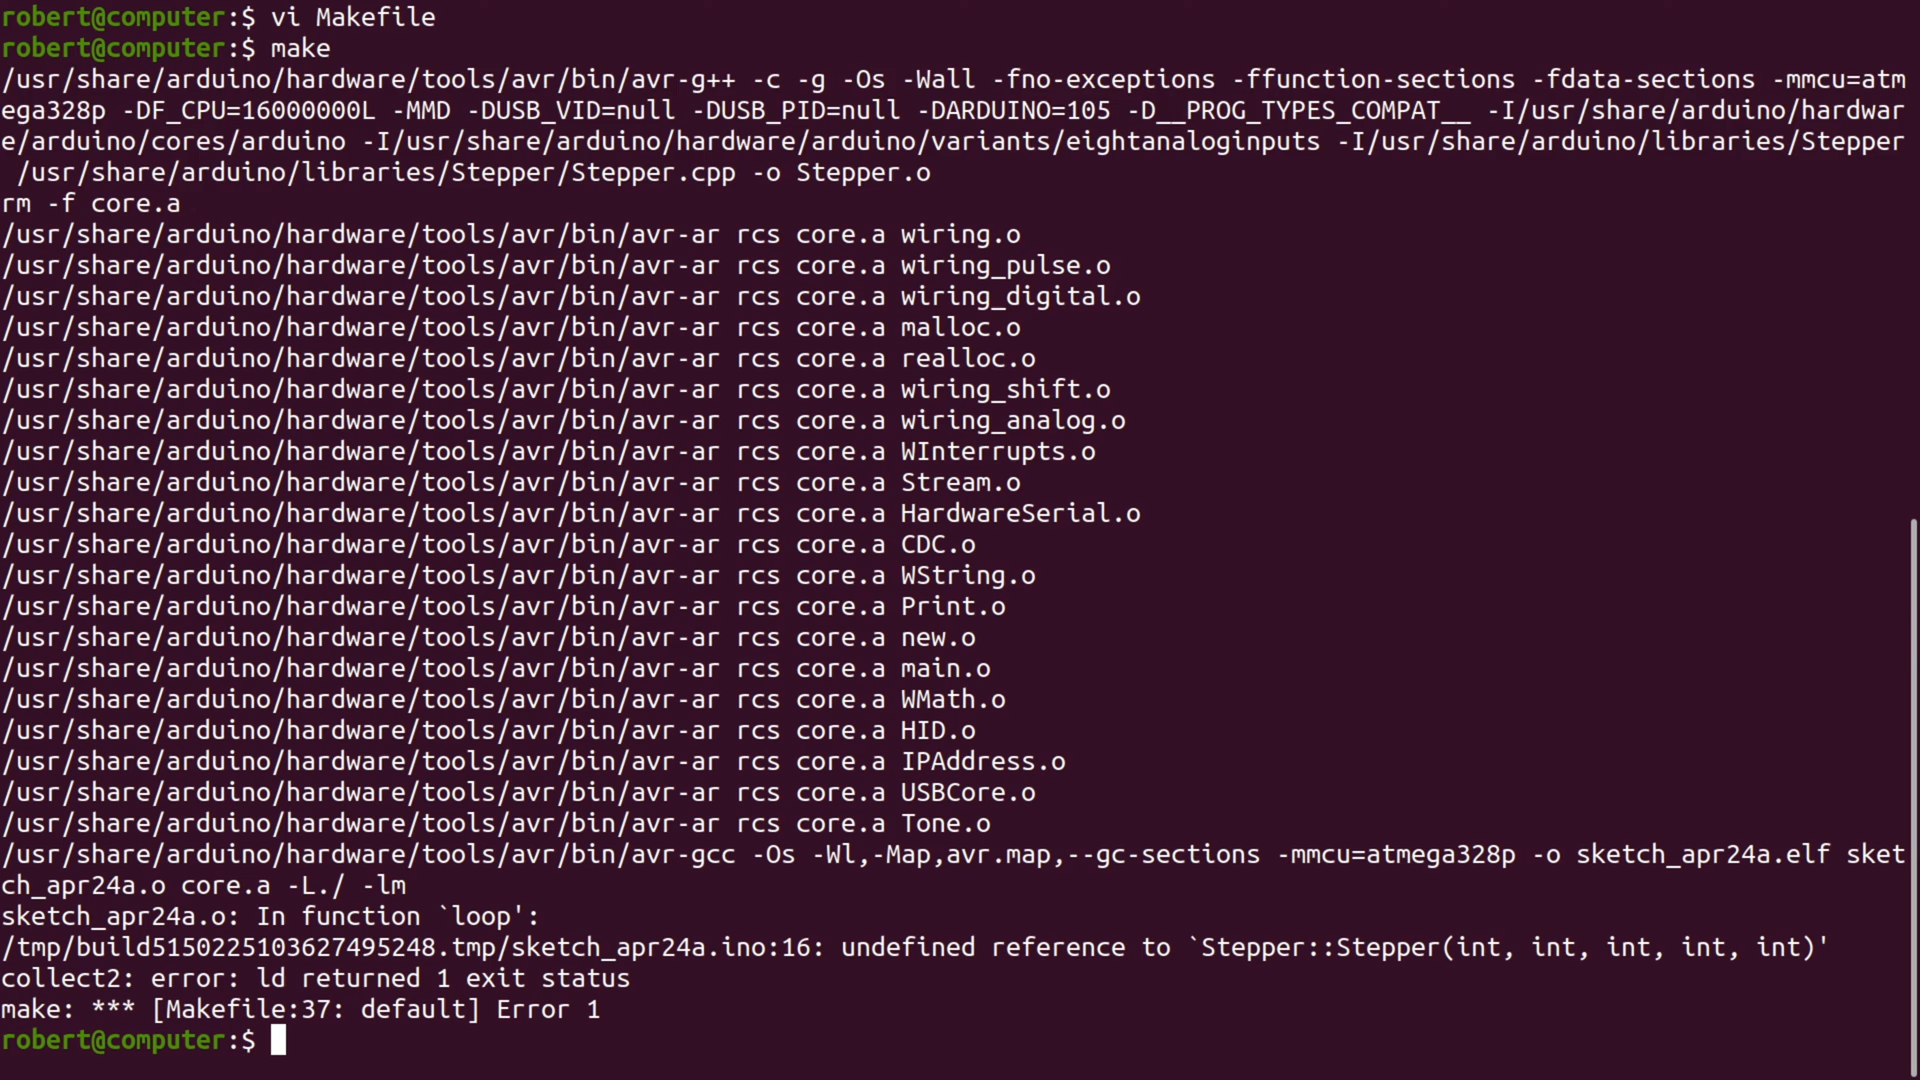 robert@computer:$ vi Makefile
robert@computer:$ make
/usr/share/arduino/hardware/tools/avr/bin/avr-g++ -c -g -Os -Wall -fno-exceptions -ffunction-sections -fdata-sections -mmcu=atm
ega328p -DF_CPU=16000000L -MMD -DUSB_VID=null -DUSB_PID=null -DARDUINO=105 -D__PROG_TYPES_COMPAT__ -I/usr/share/arduino/hardwar
e/arduino/cores/arduino -I/usr/share/arduino/hardware/arduino/variants/eightanaloginputs -I/usr/share/arduino/libraries/Stepper
 /usr/share/arduino/libraries/Stepper/Stepper.cpp -o Stepper.o
rm -f core.a
/usr/share/arduino/hardware/tools/avr/bin/avr-ar rcs core.a wiring.o
/usr/share/arduino/hardware/tools/avr/bin/avr-ar rcs core.a wiring_pulse.o
/usr/share/arduino/hardware/tools/avr/bin/avr-ar rcs core.a wiring_digital.o
/usr/share/arduino/hardware/tools/avr/bin/avr-ar rcs core.a malloc.o
/usr/share/arduino/hardware/tools/avr/bin/avr-ar rcs core.a realloc.o
/usr/share/arduino/hardware/tools/avr/bin/avr-ar rcs core.a wiring_shift.o
/usr/share/arduino/hardware/tools/avr/bin/avr-ar rcs core.a wiring_analog.o
/usr/share/arduino/hardware/tools/avr/bin/avr-ar rcs core.a WInterrupts.o
/usr/share/arduino/hardware/tools/avr/bin/avr-ar rcs core.a Stream.o
/usr/share/arduino/hardware/tools/avr/bin/avr-ar rcs core.a HardwareSerial.o
/usr/share/arduino/hardware/tools/avr/bin/avr-ar rcs core.a CDC.o
/usr/share/arduino/hardware/tools/avr/bin/avr-ar rcs core.a WString.o
/usr/share/arduino/hardware/tools/avr/bin/avr-ar rcs core.a Print.o
/usr/share/arduino/hardware/tools/avr/bin/avr-ar rcs core.a new.o
/usr/share/arduino/hardware/tools/avr/bin/avr-ar rcs core.a main.o
/usr/share/arduino/hardware/tools/avr/bin/avr-ar rcs core.a WMath.o
/usr/share/arduino/hardware/tools/avr/bin/avr-ar rcs core.a HID.o
/usr/share/arduino/hardware/tools/avr/bin/avr-ar rcs core.a IPAddress.o
/usr/share/arduino/hardware/tools/avr/bin/avr-ar rcs core.a USBCore.o
/usr/share/arduino/hardware/tools/avr/bin/avr-ar rcs core.a Tone.o
/usr/share/arduino/hardware/tools/avr/bin/avr-gcc -Os -Wl,-Map,avr.map,--gc-sections -mmcu=atmega328p -o sketch_apr24a.elf sket
ch_apr24a.o core.a -L./ -lm
sketch_apr24a.o: In function `loop':
/tmp/build5150225103627495248.tmp/sketch_apr24a.ino:16: undefined reference to `Stepper::Stepper(int, int, int, int, int)'
collect2: error: ld returned 1 exit status
make: *** [Makefile:37: default] Error 1
robert@computer:$